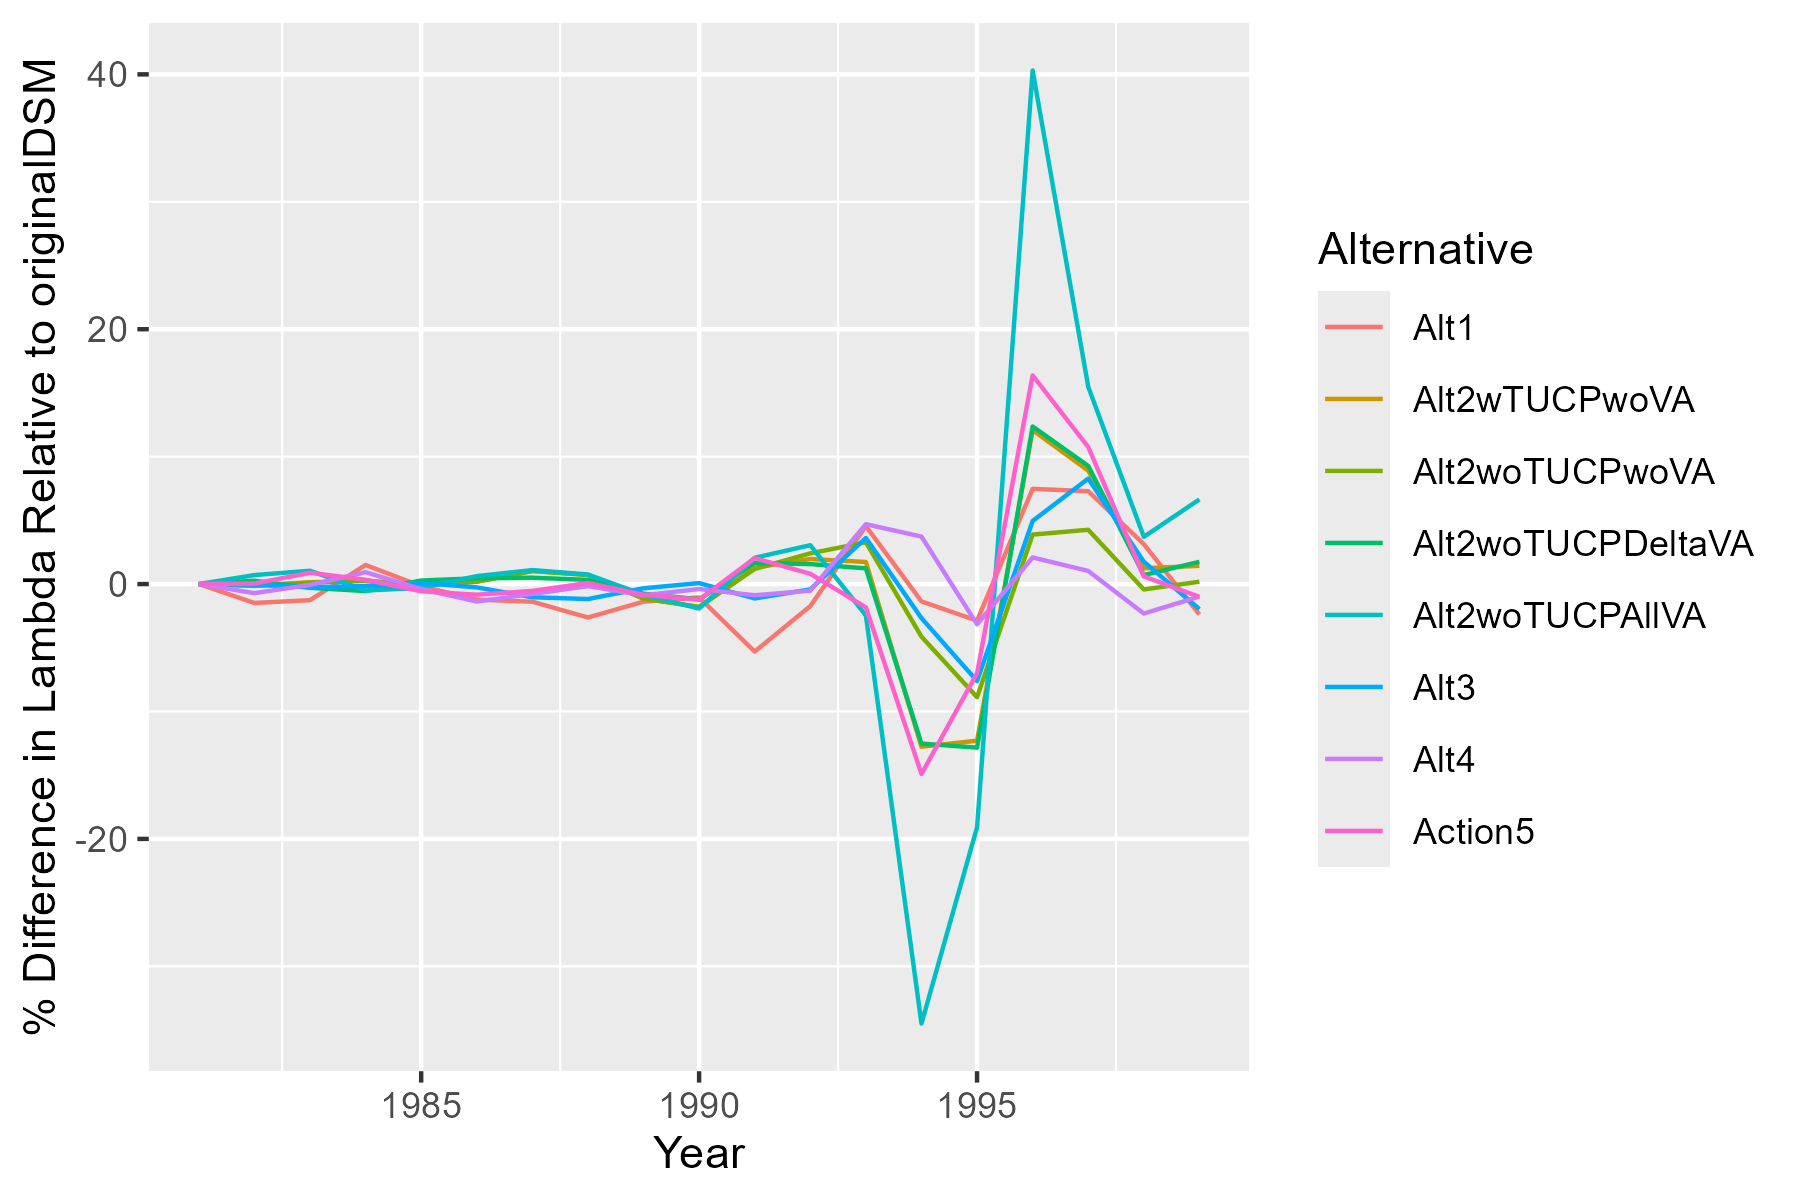 % Difference in Lambda Relative to originalDSM
40
20
0
-20
1985
1990
1995
Year
Alternative
Alt1
Alt2wTUCPwoVA
Alt2woTUCPwoVA
Alt2woTUCPDeltaVA
Alt2woTUCPAllVA
Alt3
Alt4
Action5